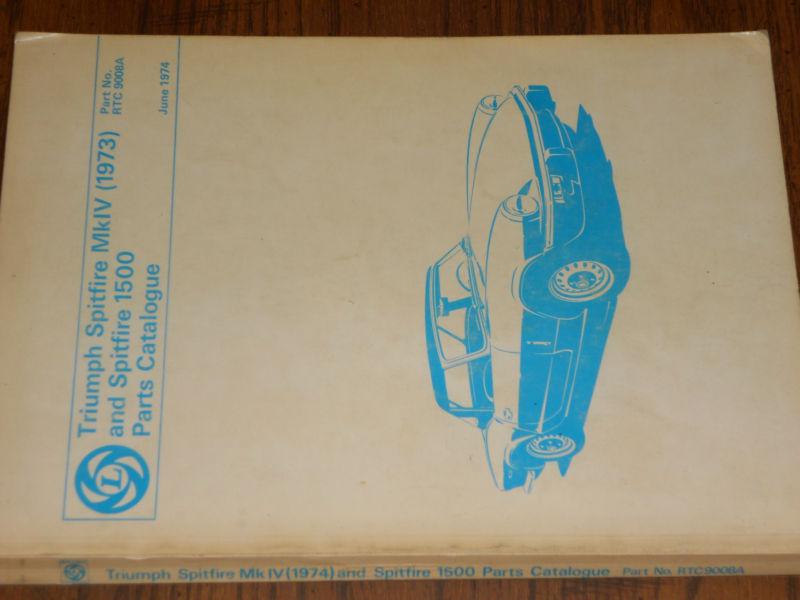 Triumph Spitfire MkIV (1973)
and Spitfire 1500
Parts Catalogue
Part No.
RTC 9008A
June 1974
L
Triumph Spitfire Mk IV (1974) and Spitfire 1500 Parts Catalogue Part No. RTC9008A